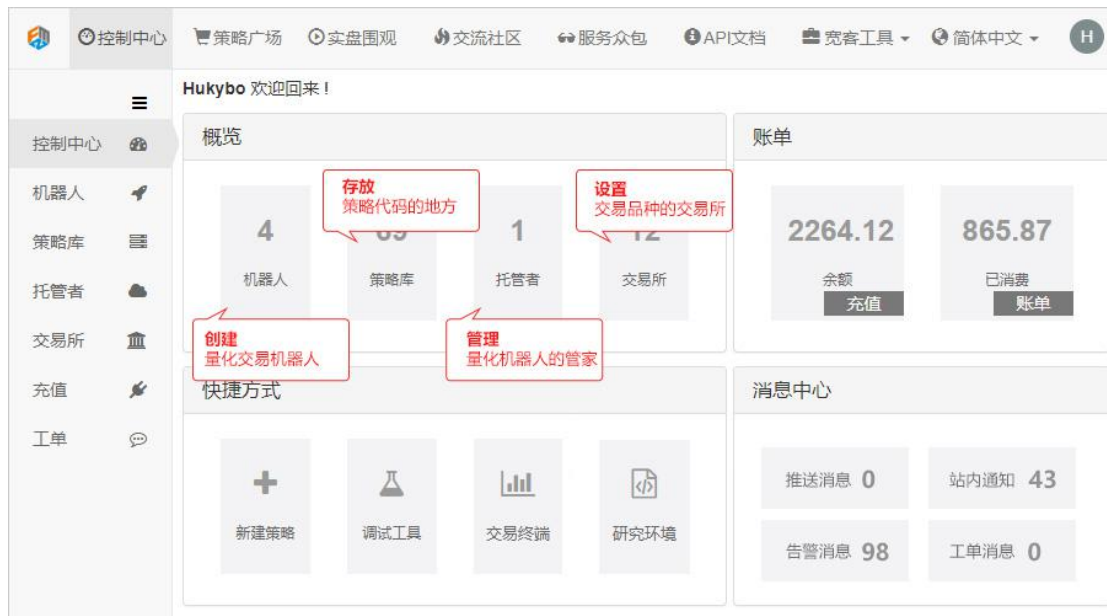 控制中心
策略广场
实盘围观
交流社区
服务众包
API文档
宽客工具
简体中文
H
Hukybo 欢迎回来！
控制中心
机器人
策略库
托管者
交易所
充值
工单
概览
存放
策略代码的地方
设置
交易品种的交易所
4
1
机器人
策略库
托管者
交易所
创建
量化交易机器人
管理
量化机器人的管家
账单
2264.12
865.87
余额
已消费
充值
账单
快捷方式
新建策略
调试工具
交易终端
研究环境
消息中心
推送消息 0
站内通知 43
告警消息 98
工单消息 0